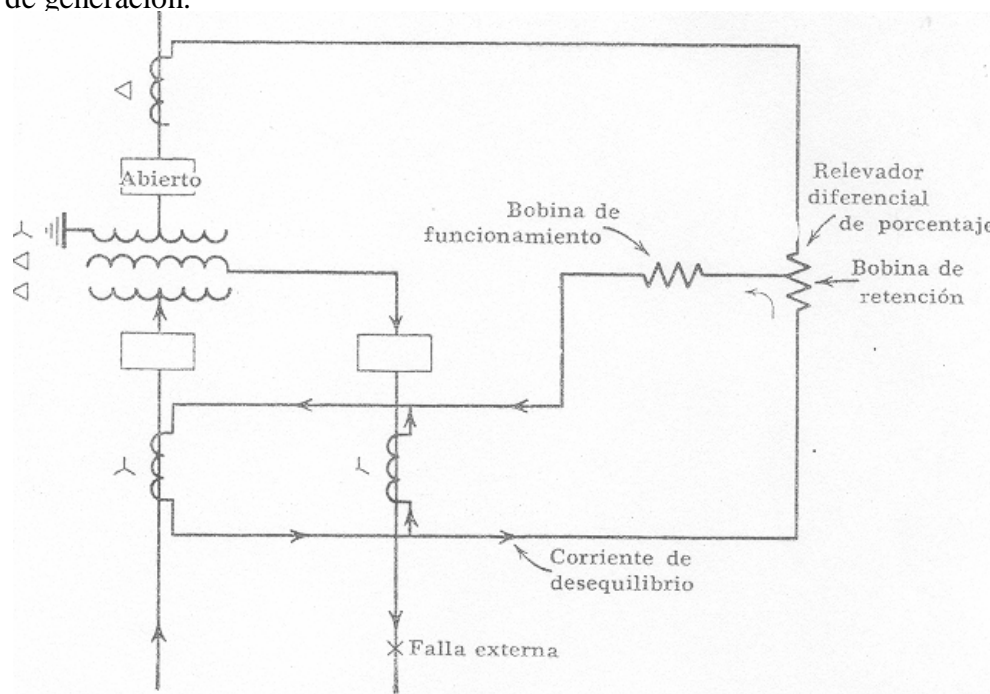 de generación.
Abierto
Relevador
diferencial
de porcentaje
Bobina de
funcionamiento
Bobina de
retención
Corriente de
desequilibrio
Falla externa